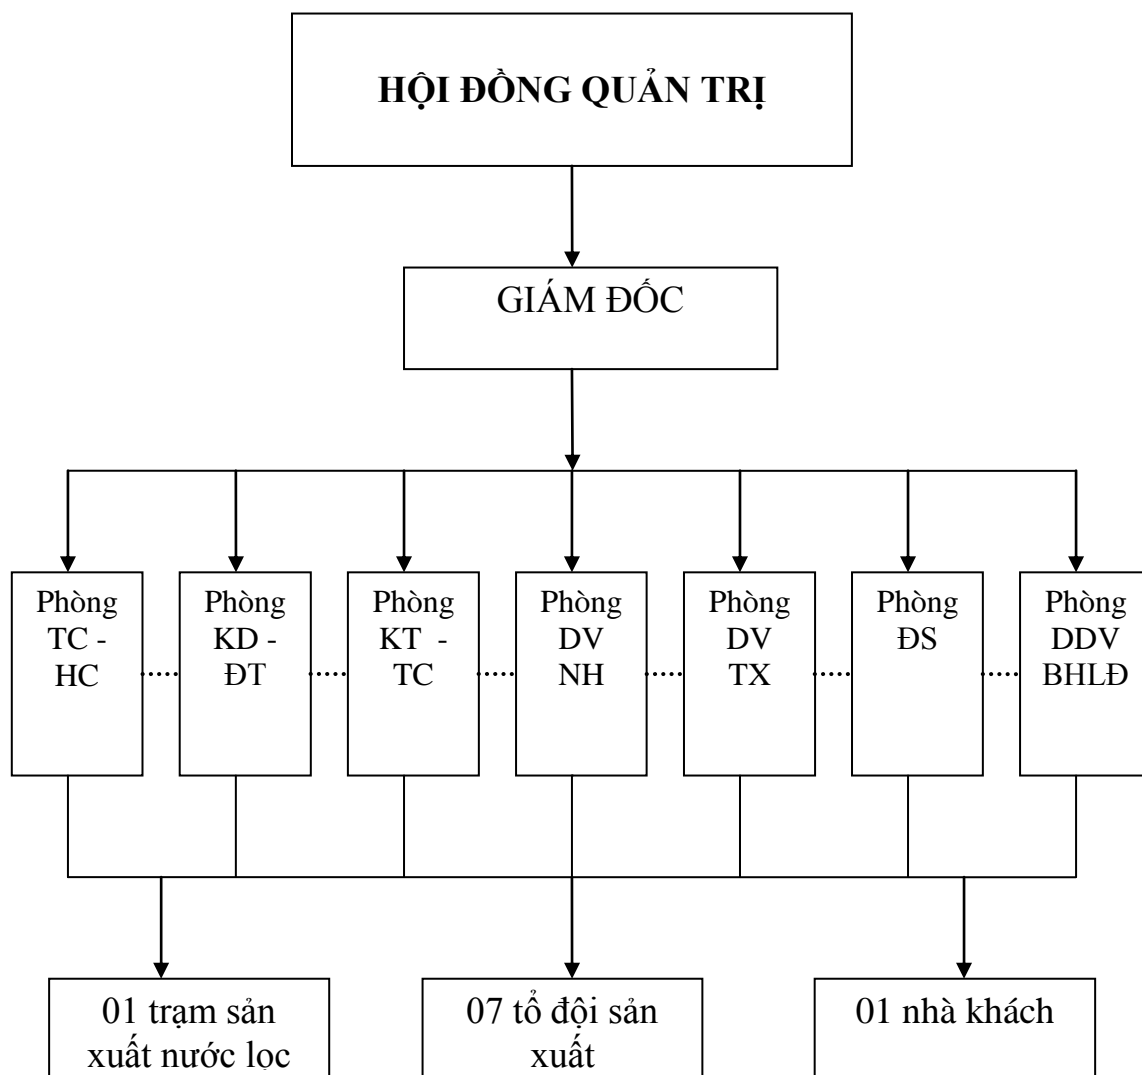 HỘI ĐỒNG QUẢN TRỊ
GIÁM ĐỐC
Phòng
TC -
HC
Phòng
KD -
ĐT
Phòng
KT -
TC
Phòng
DV
NH
Phòng
DV
TX
Phòng
ĐS
Phòng
DDV
BHLĐ
01 trạm sản
xuất nước lọc
07 tổ đội sản
xuất
01 nhà khách